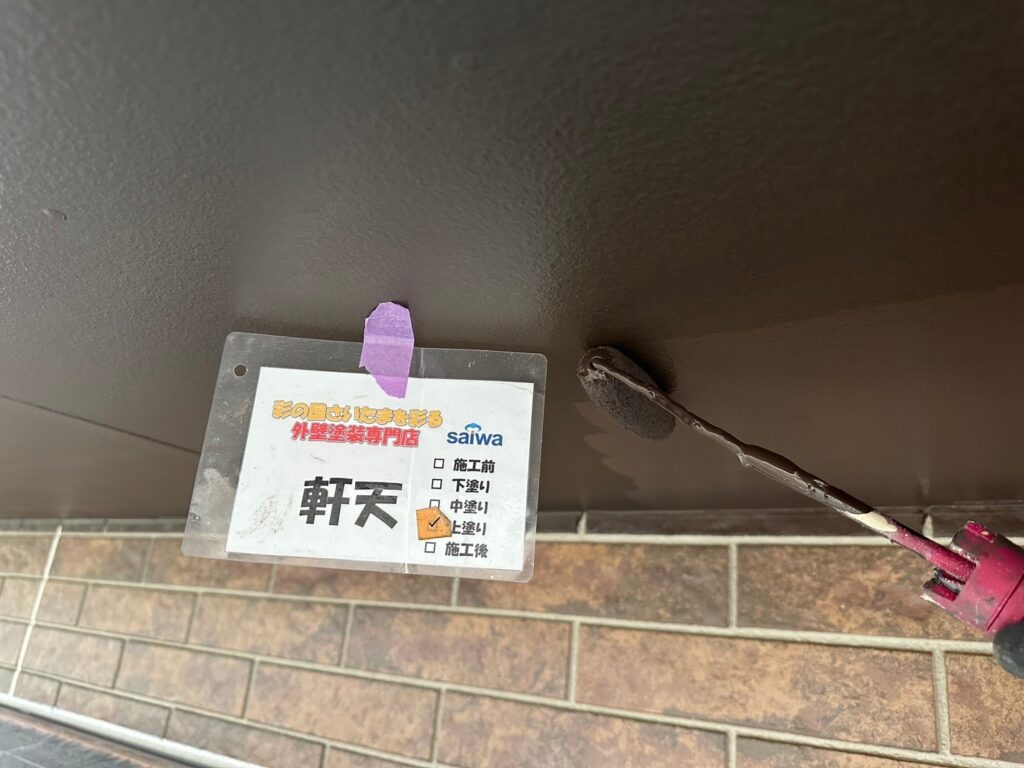 彩の国さいたまを彩る
外壁塗装専門店
saiwa
軒天
□ 施工前
□ 下塗り
□ 中塗り
✓ 上塗り
□ 施工後